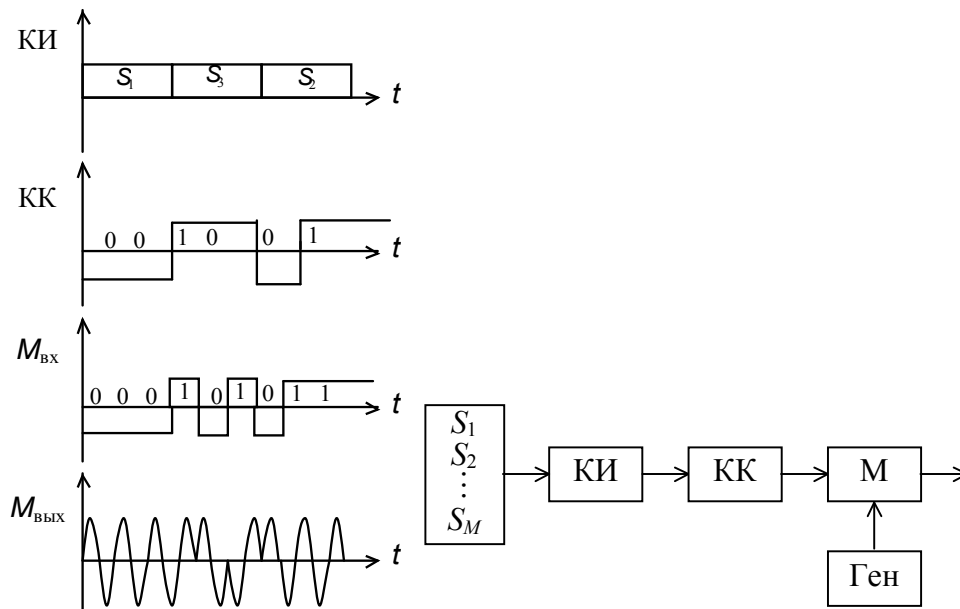 КИ
S₁ S₃ S₂
t
КК
0 0 1 0 0 1
t
Mвх
0 0 0 1 0 1 0 1 1
t
Mвых
t
S₁
S₂
⋮
S_M
КИ
КК
М
Ген